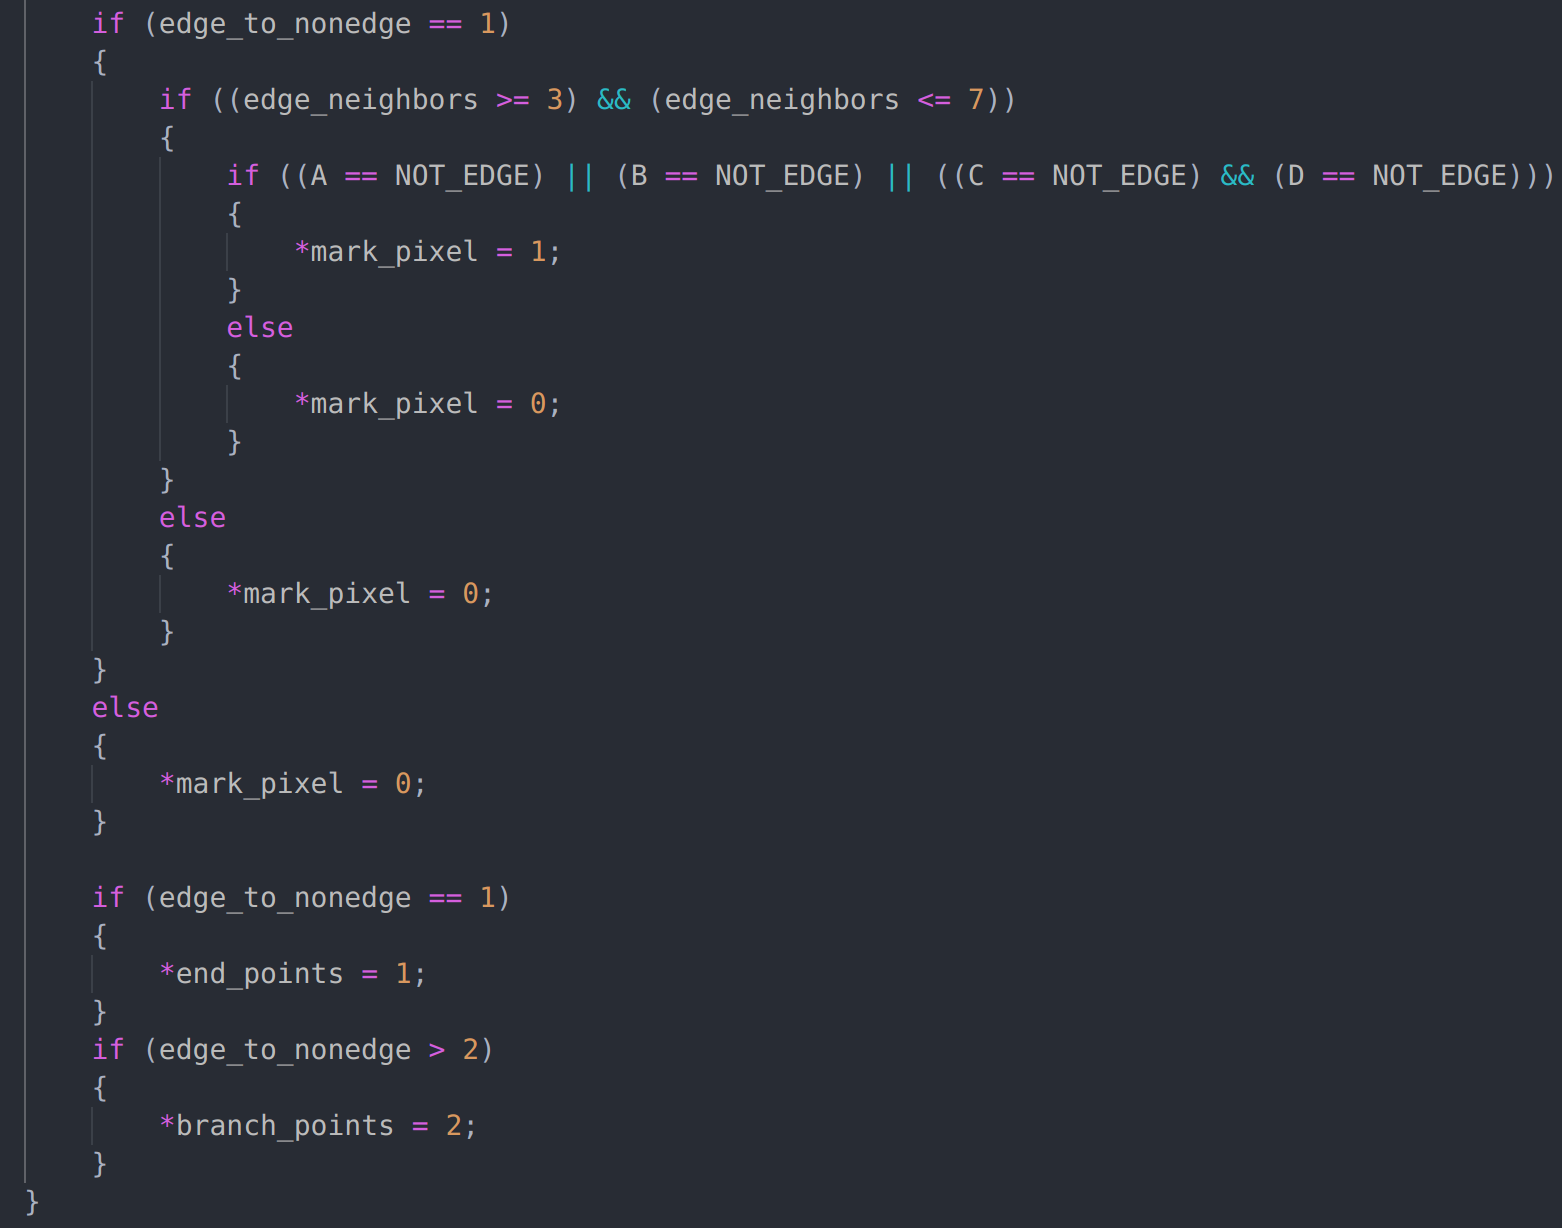 if (edge_to_nonedge == 1)
{
if ((edge_neighbors >= 3) && (edge_neighbors <= 7))
{
if ((A == NOT_EDGE) || (B == NOT_EDGE) || ((C == NOT_EDGE) && (D == NOT_EDGE)))
{
*mark_pixel = 1;
}
else
{
*mark_pixel = 0;
}
}
else
{
*mark_pixel = 0;
}
}
else
{
*mark_pixel = 0;
}

if (edge_to_nonedge == 1)
{
*end_points = 1;
}
if (edge_to_nonedge > 2)
{
*branch_points = 2;
}
}